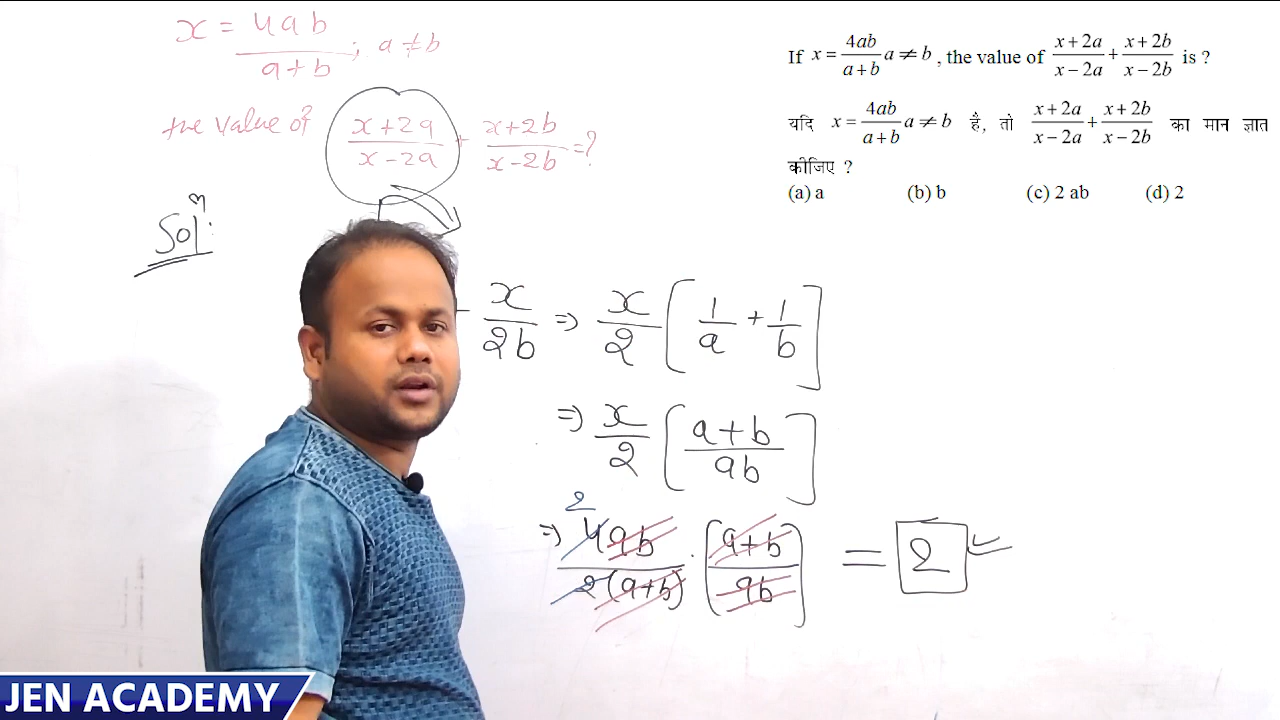 x = 4ab/(a+b) ; a ≠ b
the value of (x+2a)/(x-2a) + (x+2b)/(x-2b) = ?
Sol:
x/2b ⇒ x/2 [1/a + 1/b]
⇒ x/2 [(a+b)/ab]
2
⇒ 4ab/2(a+b) · [(a+b)/ab] = 2
If x = 4ab/(a+b) a ≠ b , the value of (x+2a)/(x-2a) + (x+2b)/(x-2b) is ?
यदि x = 4ab/(a+b) a ≠ b है, तो (x+2a)/(x-2a) + (x+2b)/(x-2b) का मान ज्ञात
कीजिए ?
(a) a (b) b (c) 2 ab (d) 2
JEN ACADEMY